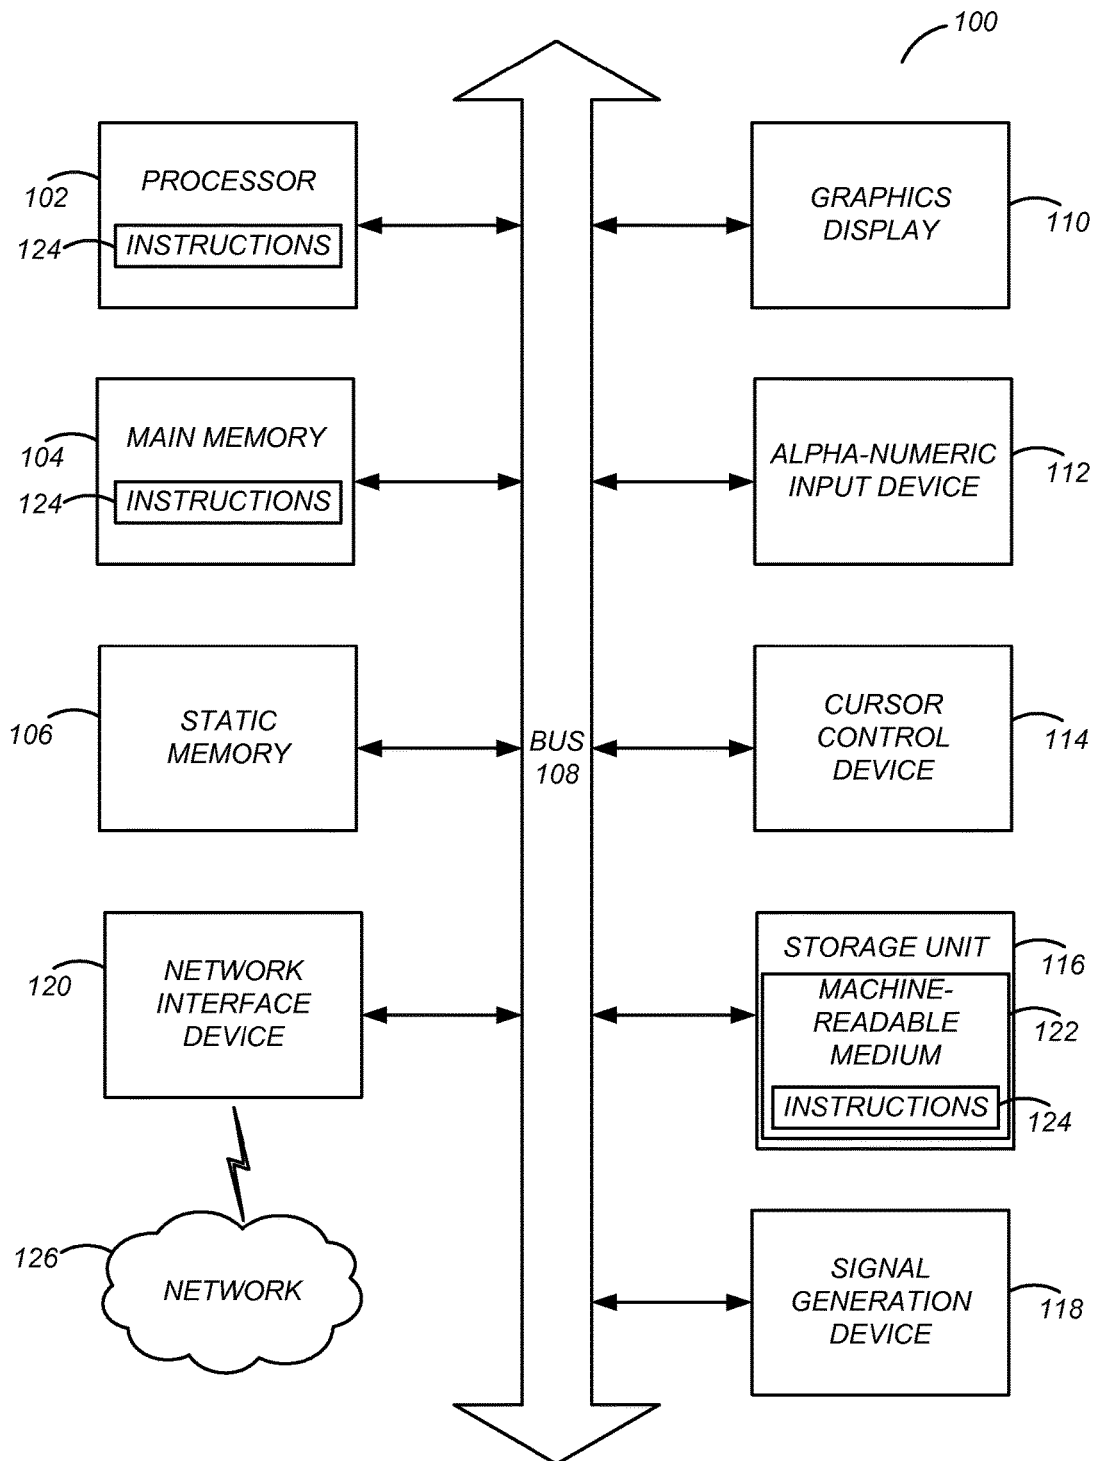 100
PROCESSOR
102
124
INSTRUCTIONS
GRAPHICS
DISPLAY
110
MAIN MEMORY
104
124
INSTRUCTIONS
ALPHA-NUMERIC
INPUT DEVICE
112
STATIC
MEMORY
106
BUS
108
CURSOR
CONTROL
DEVICE
114
NETWORK
INTERFACE
DEVICE
120
STORAGE UNIT
116
MACHINE-
READABLE
MEDIUM
122
INSTRUCTIONS
124
126
NETWORK
SIGNAL
GENERATION
DEVICE
118